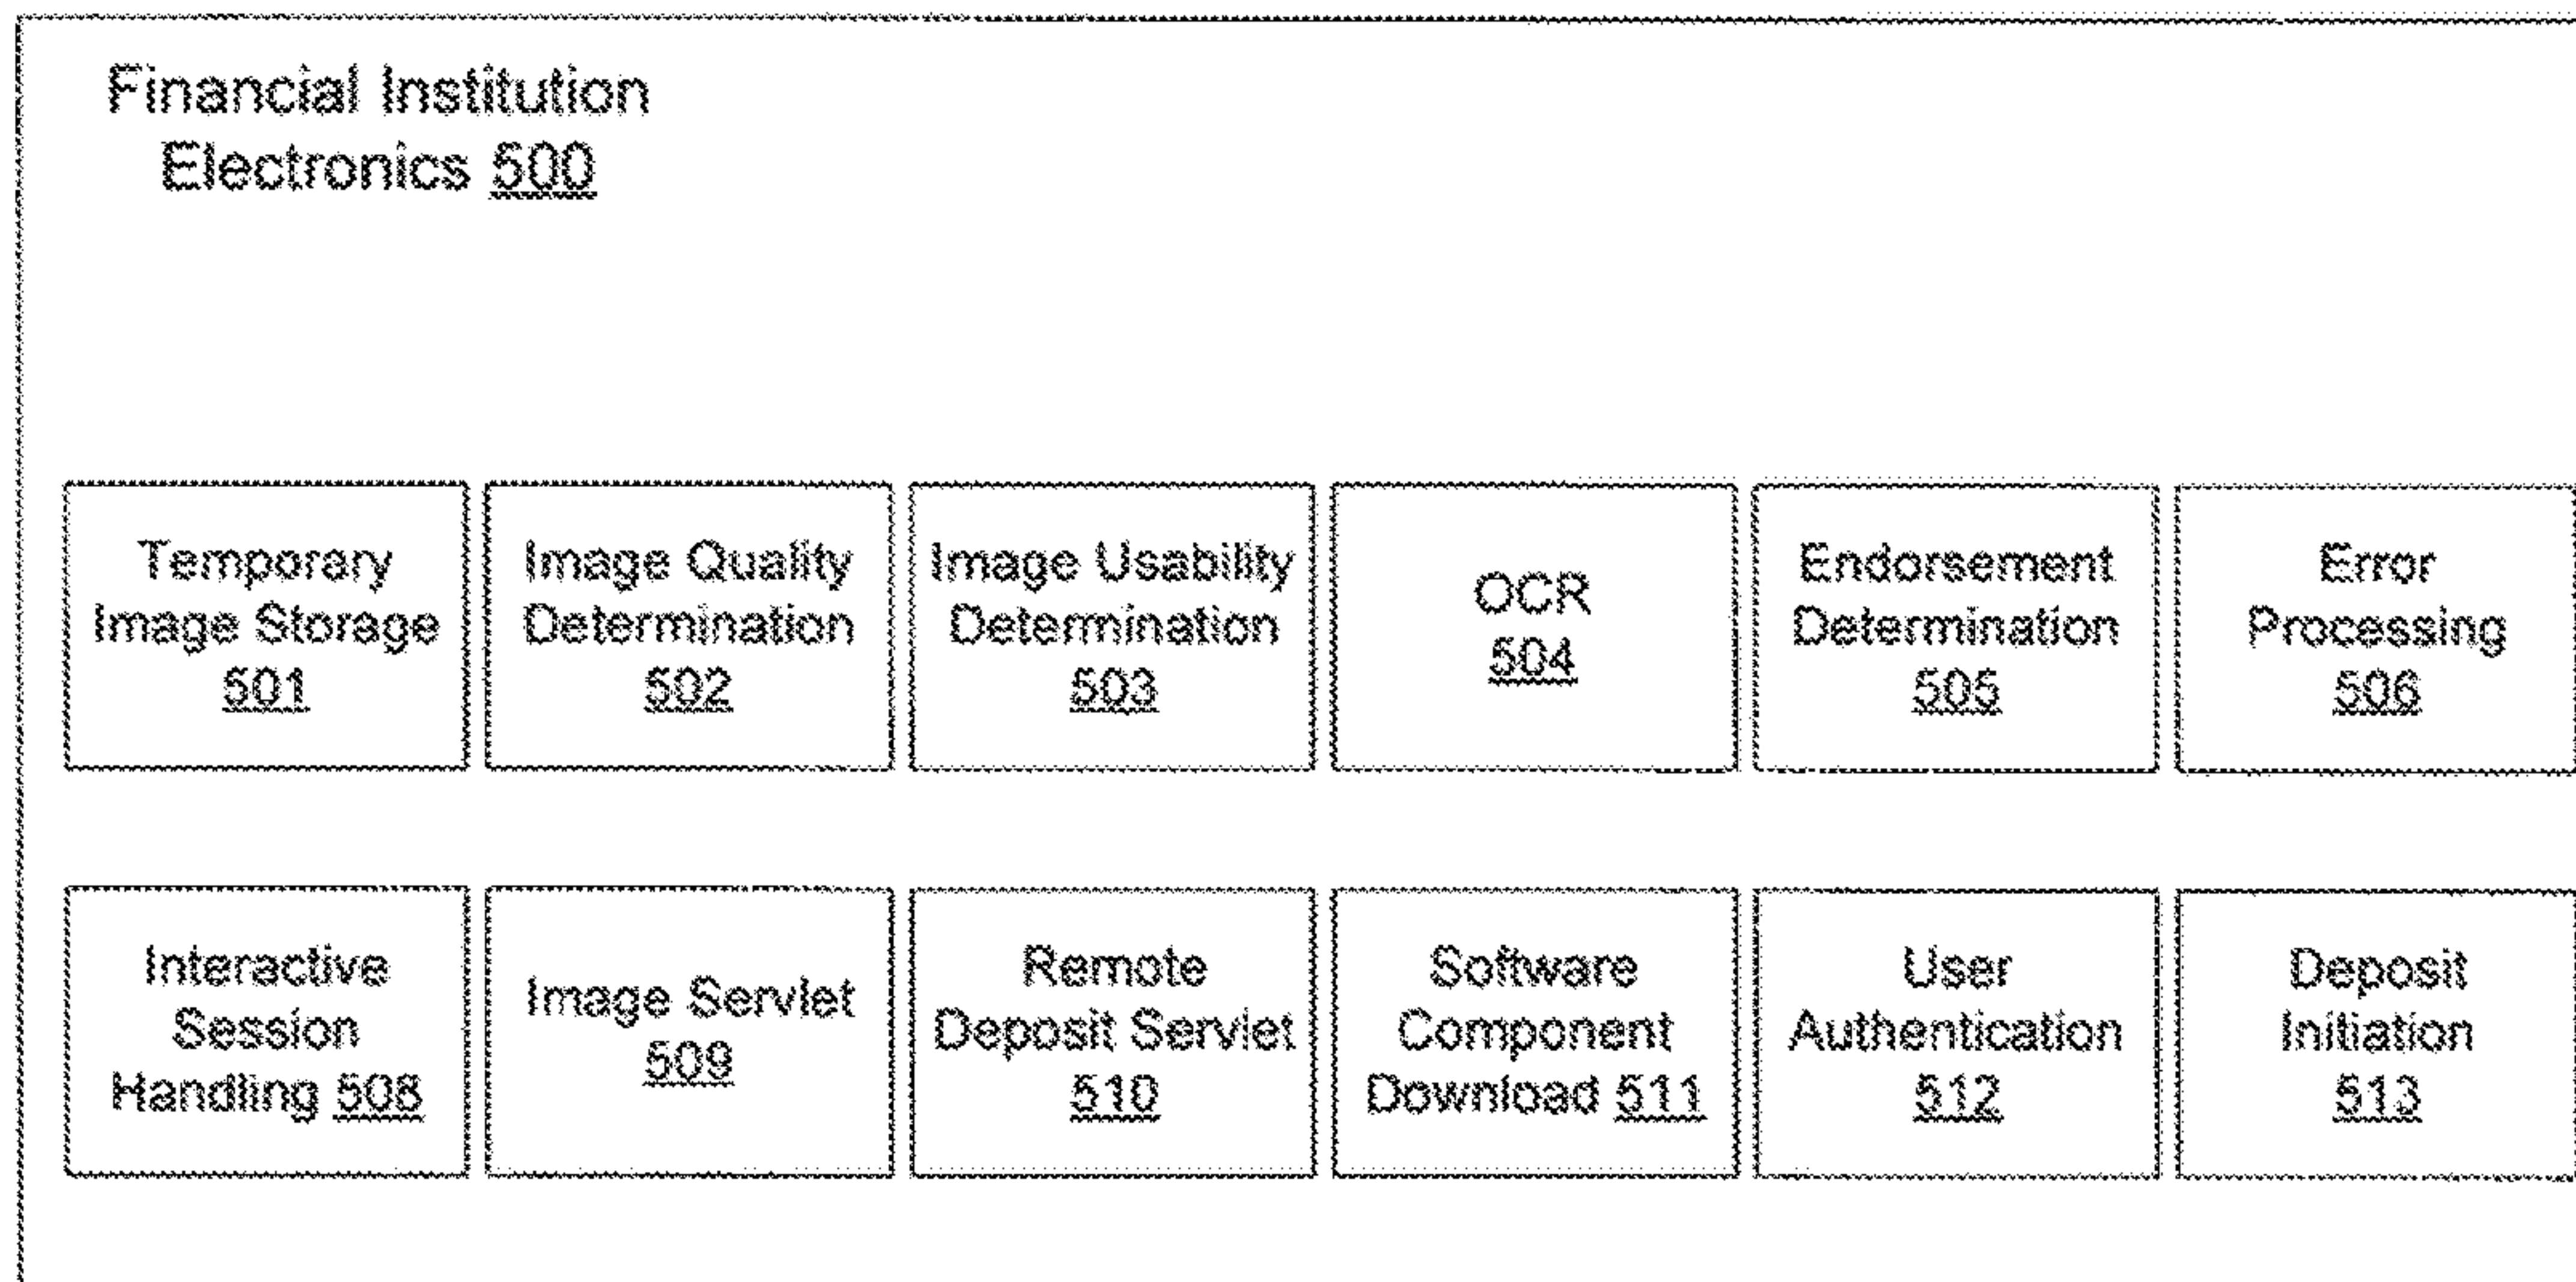 Financial Institution
Electronics 500
Temporary
Image Storage
501
Image Quality
Determination
502
Image Usability
Determination
503
OCR
504
Endorsement
Determination
505
Error
Processing
506
Interactive
Session
Handling 508
Image Servlet
509
Remote
Deposit Servlet
510
Software
Component
Download 511
User
Authentication
512
Deposit
Initiation
513